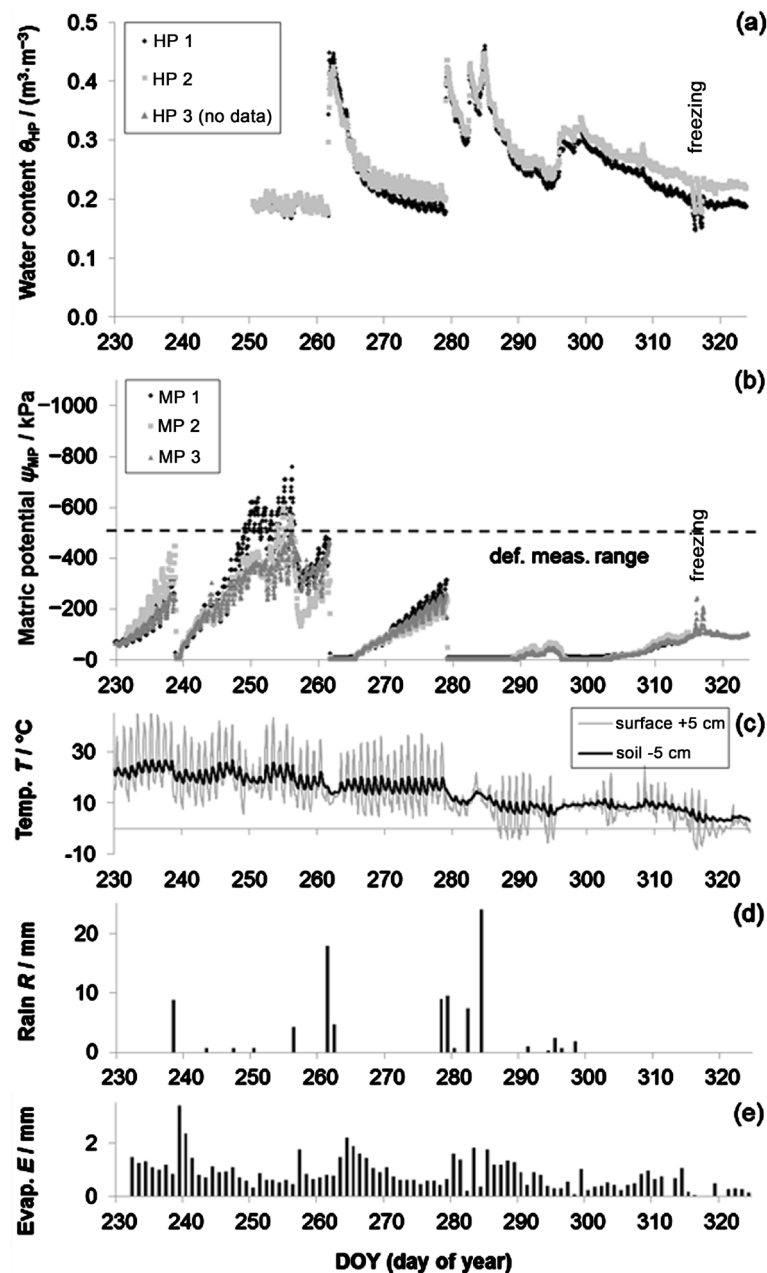 (a)
HP 1
HP 2
HP 3 (no data)
Water content θHP / (m³·m⁻³)
0.5
0.4
0.3
0.2
0.1
0.0
freezing
230 240 250 260 270 280 290 300 310 320
(b)
MP 1
MP 2
MP 3
Matric potential ψMP / kPa
−1000
−800
−600
−400
−200
−0
def. meas. range
freezing
230 240 250 260 270 280 290 300 310 320
(c)
surface +5 cm
soil -5 cm
Temp. T / °C
30
10
-10
230 240 250 260 270 280 290 300 310 320
(d)
Rain R / mm
20
10
0
230 240 250 260 270 280 290 300 310 320
(e)
Evap. E / mm
2
0
230 240 250 260 270 280 290 300 310 320
DOY (day of year)